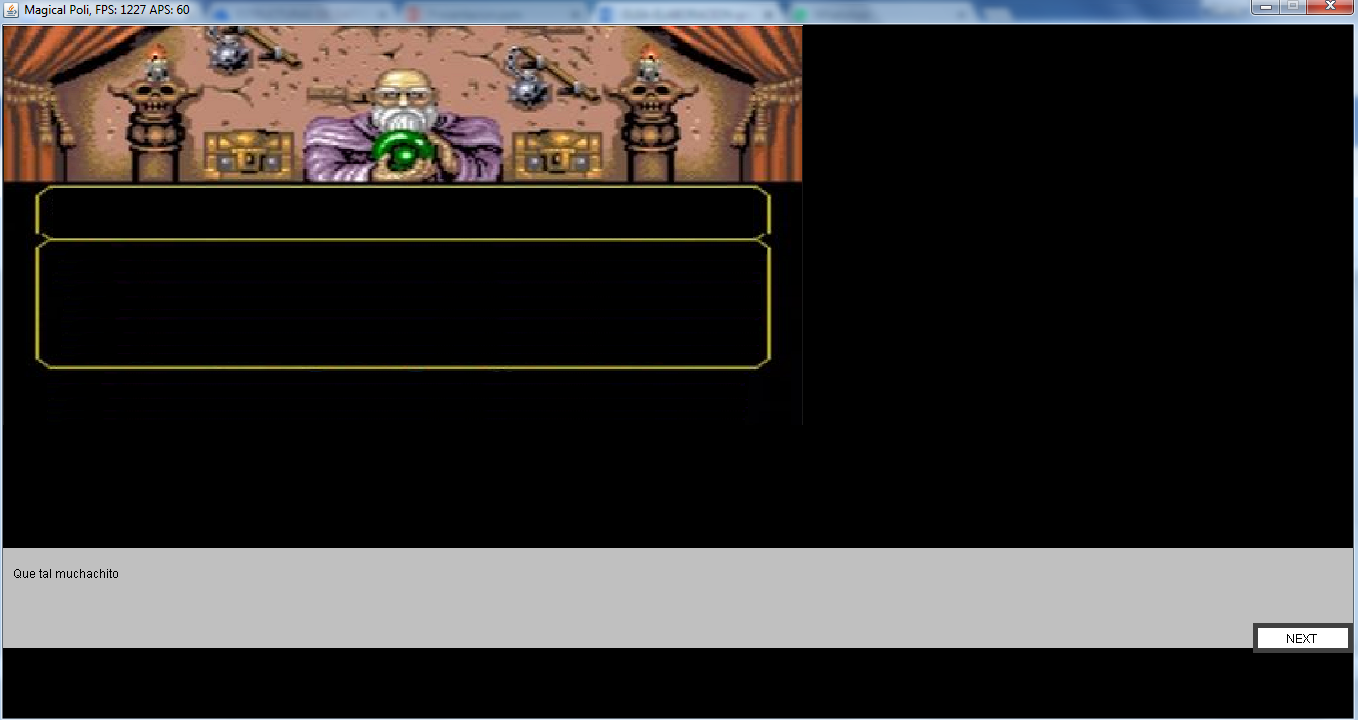 Magical Poli, FPS: 1227 APS: 60
Que tal muchachito
NEXT